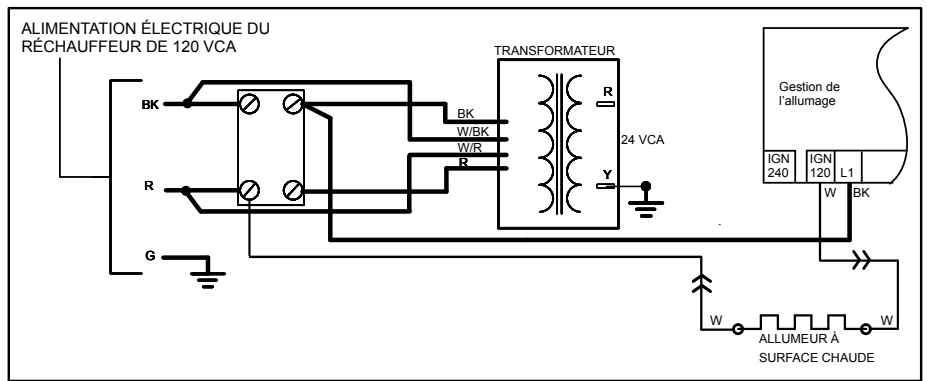 ALIMENTATION ÉLECTRIQUE DU
RÉCHAUFFEUR DE 120 VCA
TRANSFORMATEUR
Gestion de
l'allumage
BK
R
G
BK
W/BK
W/R
R
R
24 VCA
Y
IGN
240
IGN
120
L1
W
BK
W
W
ALLUMEUR À
SURFACE CHAUDE